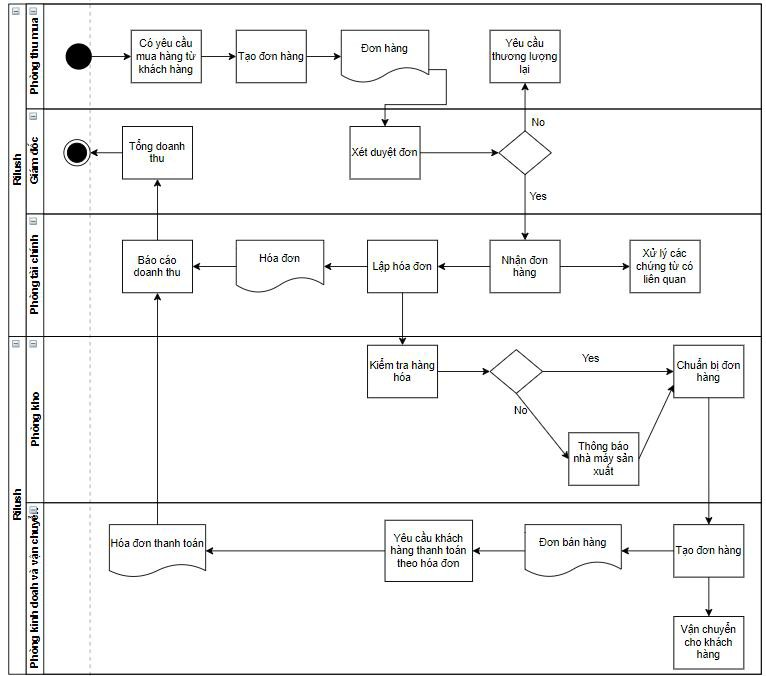 Rilush
Phòng thu mua
Có yêu cầu
mua hàng từ
khách hàng
Tạo đơn hàng
Đơn hàng
Yêu cầu
thương lượng
lại
Giám đốc
Tổng doanh
thu
Xét duyệt đơn
No
Yes
Phòng tài chính
Báo cáo
doanh thu
Hóa đơn
Lập hóa đơn
Nhận đơn
hàng
Xử lý các
chứng từ có
liên quan
Rilush
Phòng kho
Kiểm tra hàng
hóa
Yes
No
Chuẩn bị đơn
hàng
Thông báo
nhà máy sản
xuất
Phòng kinh doah và vận chuyển
Hóa đơn thanh toán
Yêu cầu khách
hàng thanh toán
theo hóa đơn
Đơn bán hàng
Tạo đơn hàng
Vận chuyển
cho khách
hàng